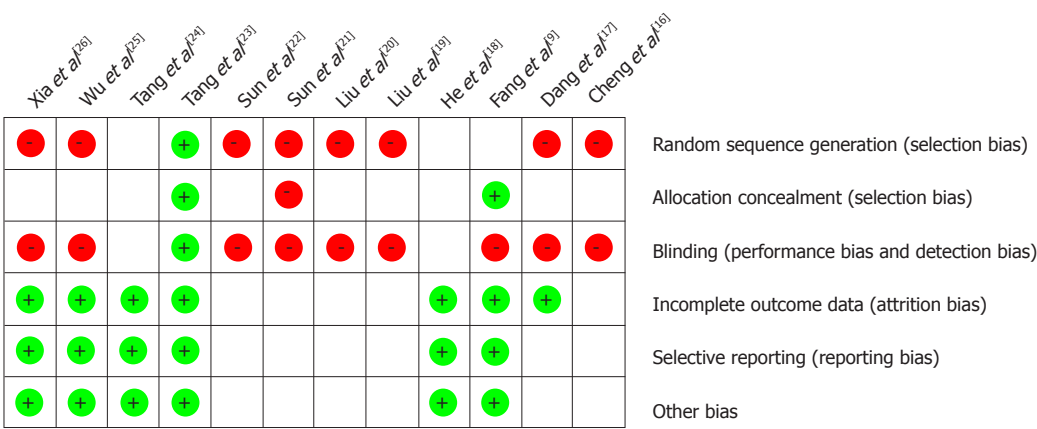 Xia et al[26]
Wu et al[25]
Tang et al[24]
Tang et al[23]
Sun et al[22]
Sun et al[21]
Liu et al[20]
Liu et al[19]
He et al[18]
Fang et al[9]
Dang et al[17]
Cheng et al[16]
- - + - - - - - - Random sequence generation (selection bias)
+ - + Allocation concealment (selection bias)
- - + - - - - - - - Blinding (performance bias and detection bias)
+ + + + + + + Incomplete outcome data (attrition bias)
+ + + + + + Selective reporting (reporting bias)
+ + + + + + Other bias